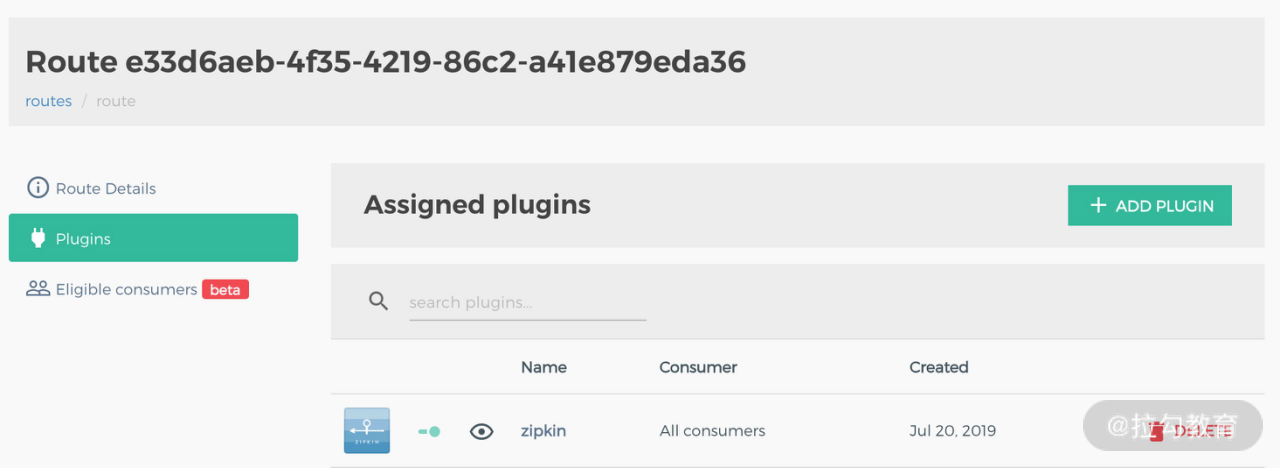 Route e33d6aeb-4f35-4219-86c2-a41e879eda36
routes / route
Route Details
Plugins
Eligible consumers beta
Assigned plugins
+ ADD PLUGIN
search plugins...
Name Consumer Created
ZIPKIN
zipkin All consumers Jul 20, 2019 DELETE
@拉勾教育